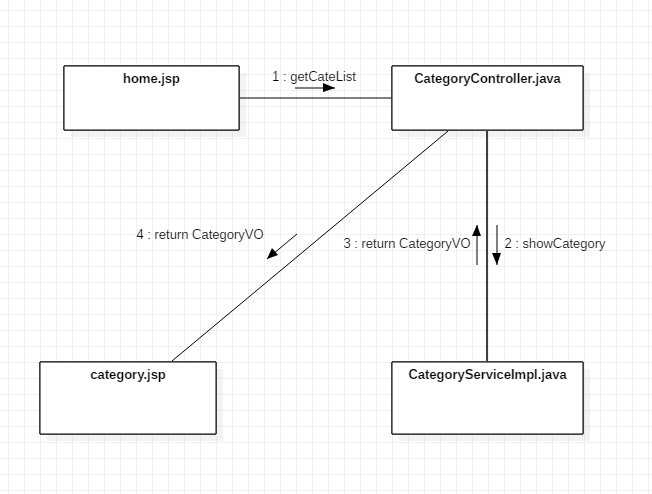 home.jsp
1 : getCateList
CategoryController.java
4 : return CategoryVO
3 : return CategoryVO
2 : showCategory
category.jsp
CategoryServiceImpl.java